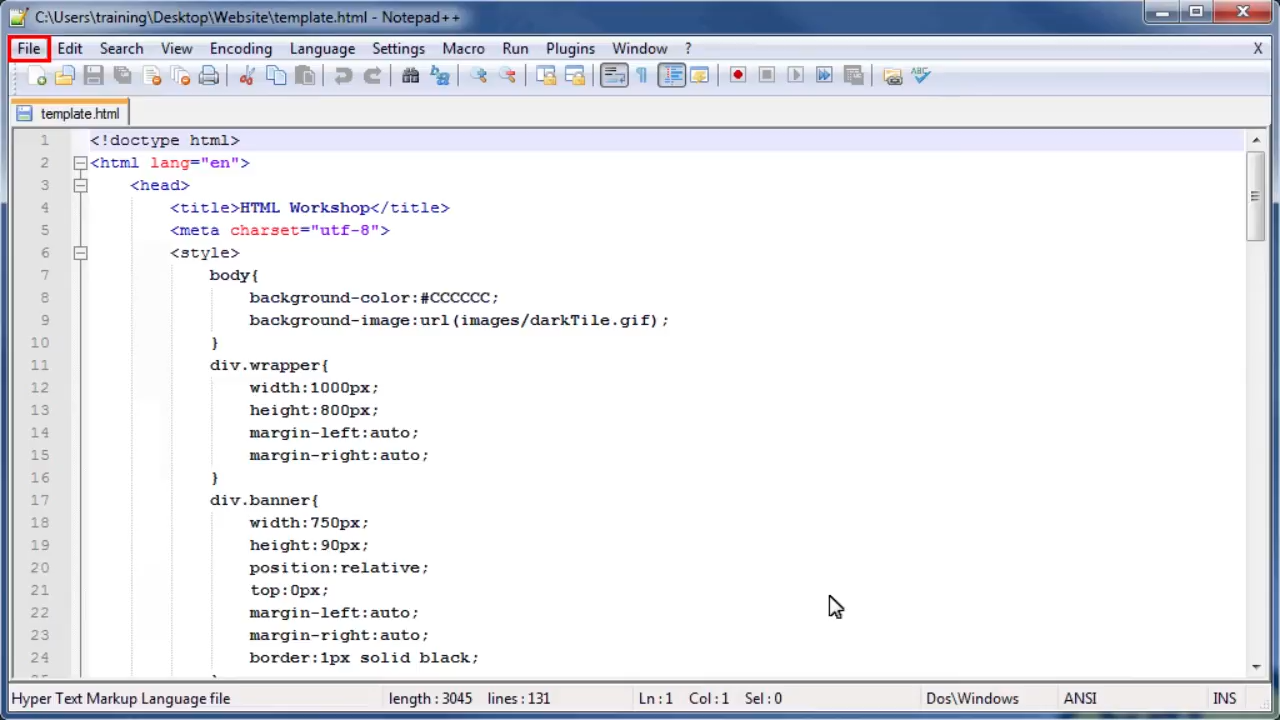 C:\Users\training\Desktop\Website\template.html - Notepad++
File Edit Search View Encoding Language Settings Macro Run Plugins Window ? X
template.html
1 <!doctype html>
2 <html lang="en">
3 <head>
4 <title>HTML Workshop</title>
5 <meta charset="utf-8">
6 <style>
7 body{
8 background-color:#CCCCCC;
9 background-image:url(images/darkTile.gif);
10 }
11 div.wrapper{
12 width:1000px;
13 height:800px;
14 margin-left:auto;
15 margin-right:auto;
16 }
17 div.banner{
18 width:750px;
19 height:90px;
20 position:relative;
21 top:0px;
22 margin-left:auto;
23 margin-right:auto;
24 border:1px solid black;
Hyper Text Markup Language file length : 3045 lines : 131 Ln : 1 Col : 1 Sel : 0 Dos\Windows ANSI INS